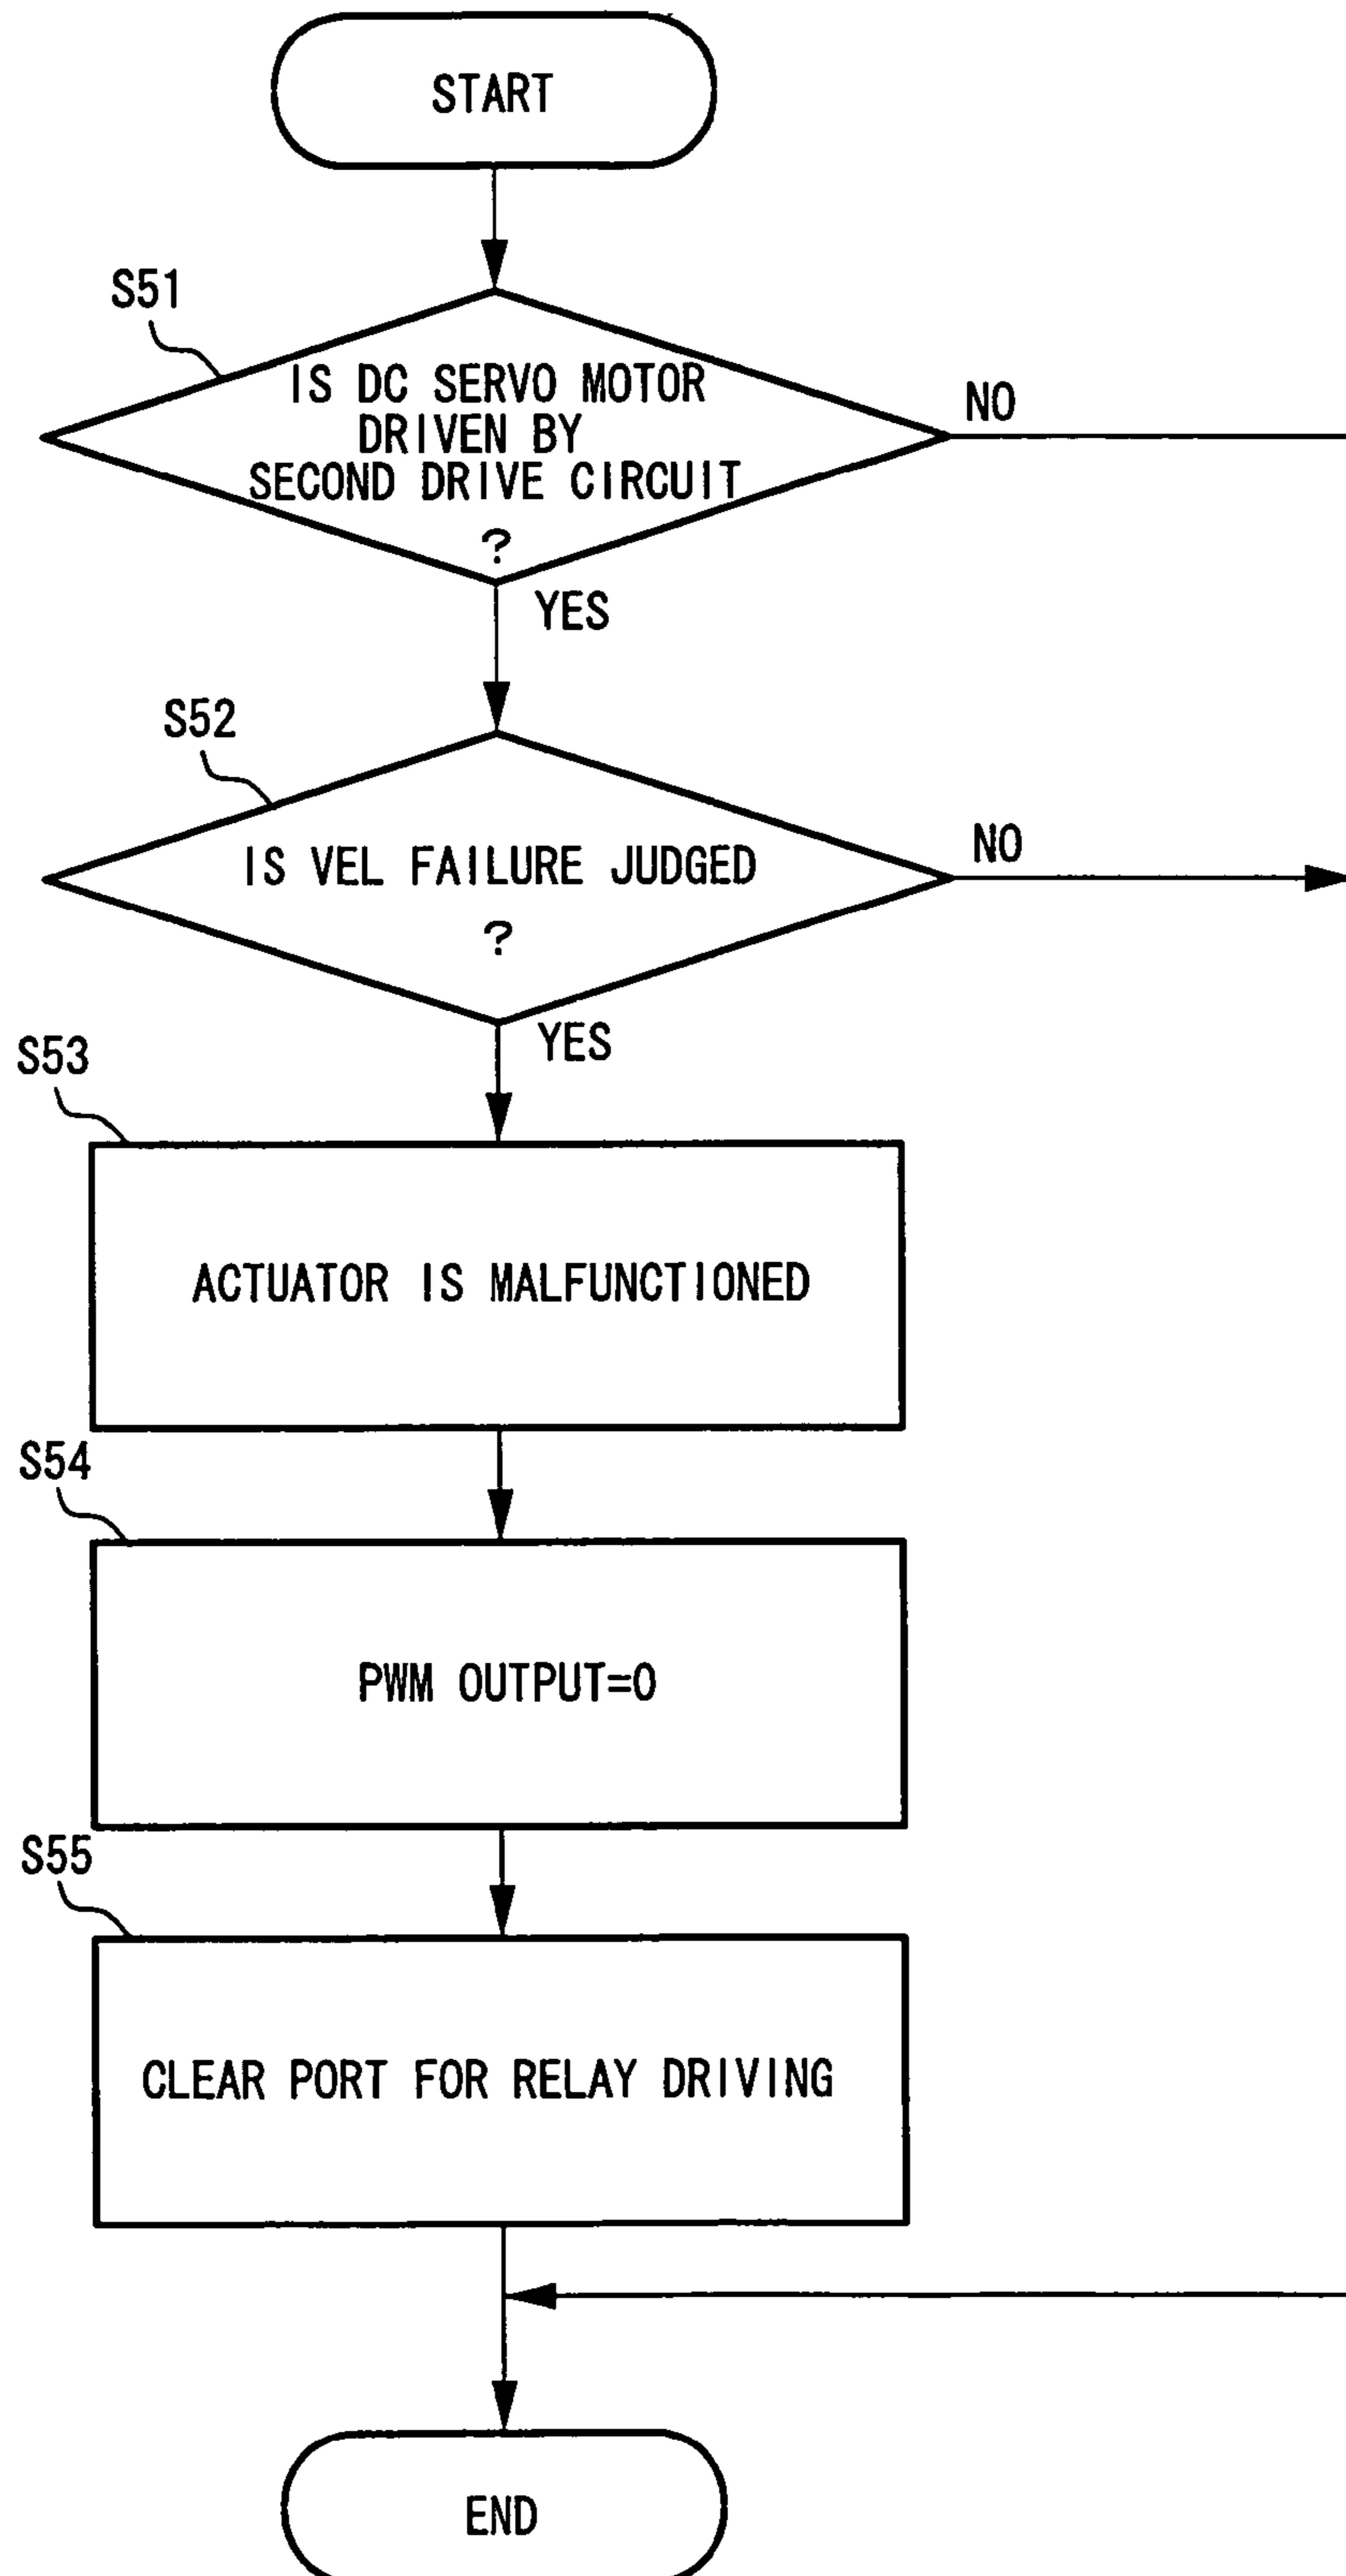 START
S51
IS DC SERVO MOTOR
DRIVEN BY
SECOND DRIVE CIRCUIT
?
NO
YES
S52
IS VEL FAILURE JUDGED
?
NO
YES
S53
ACTUATOR IS MALFUNCTIONED
S54
PWM OUTPUT=0
S55
CLEAR PORT FOR RELAY DRIVING
END